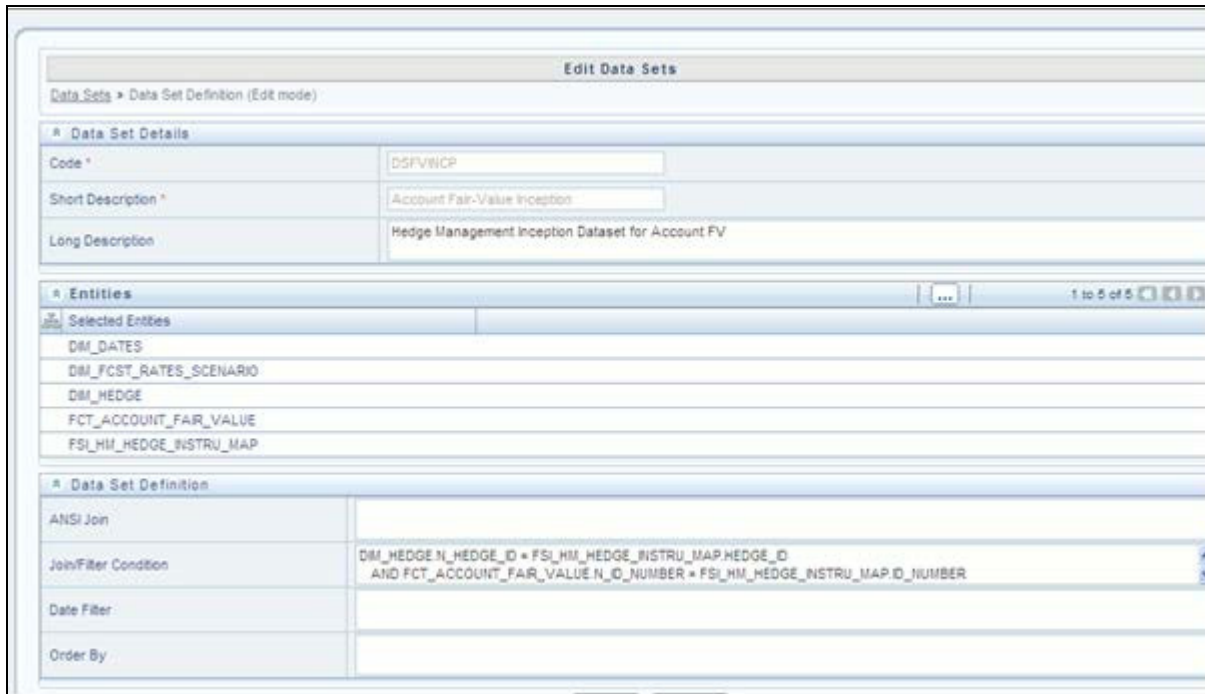 Edit Data Sets
Data Sets » Data Set Definition (Edit mode)
Data Set Details
Code *
DSFVINCP
Short Description *
Account Fair-Value Inception
Long Description
Hedge Management Inception Dataset for Account FV
Entities
...
1 to 5 of 5
Selected Entities
DIM_DATES
DIM_FCST_RATES_SCENARIO
DIM_HEDGE
FCT_ACCOUNT_FAIR_VALUE
FSI_HM_HEDGE_INSTRU_MAP
Data Set Definition
ANSI Join
Join/Filter Condition
DIM_HEDGE.N_HEDGE_ID = FSI_HM_HEDGE_INSTRU_MAP.HEDGE_ID
AND FCT_ACCOUNT_FAIR_VALUE.N_ID_NUMBER = FSI_HM_HEDGE_INSTRU_MAP.ID_NUMBER
Date Filter
Order By